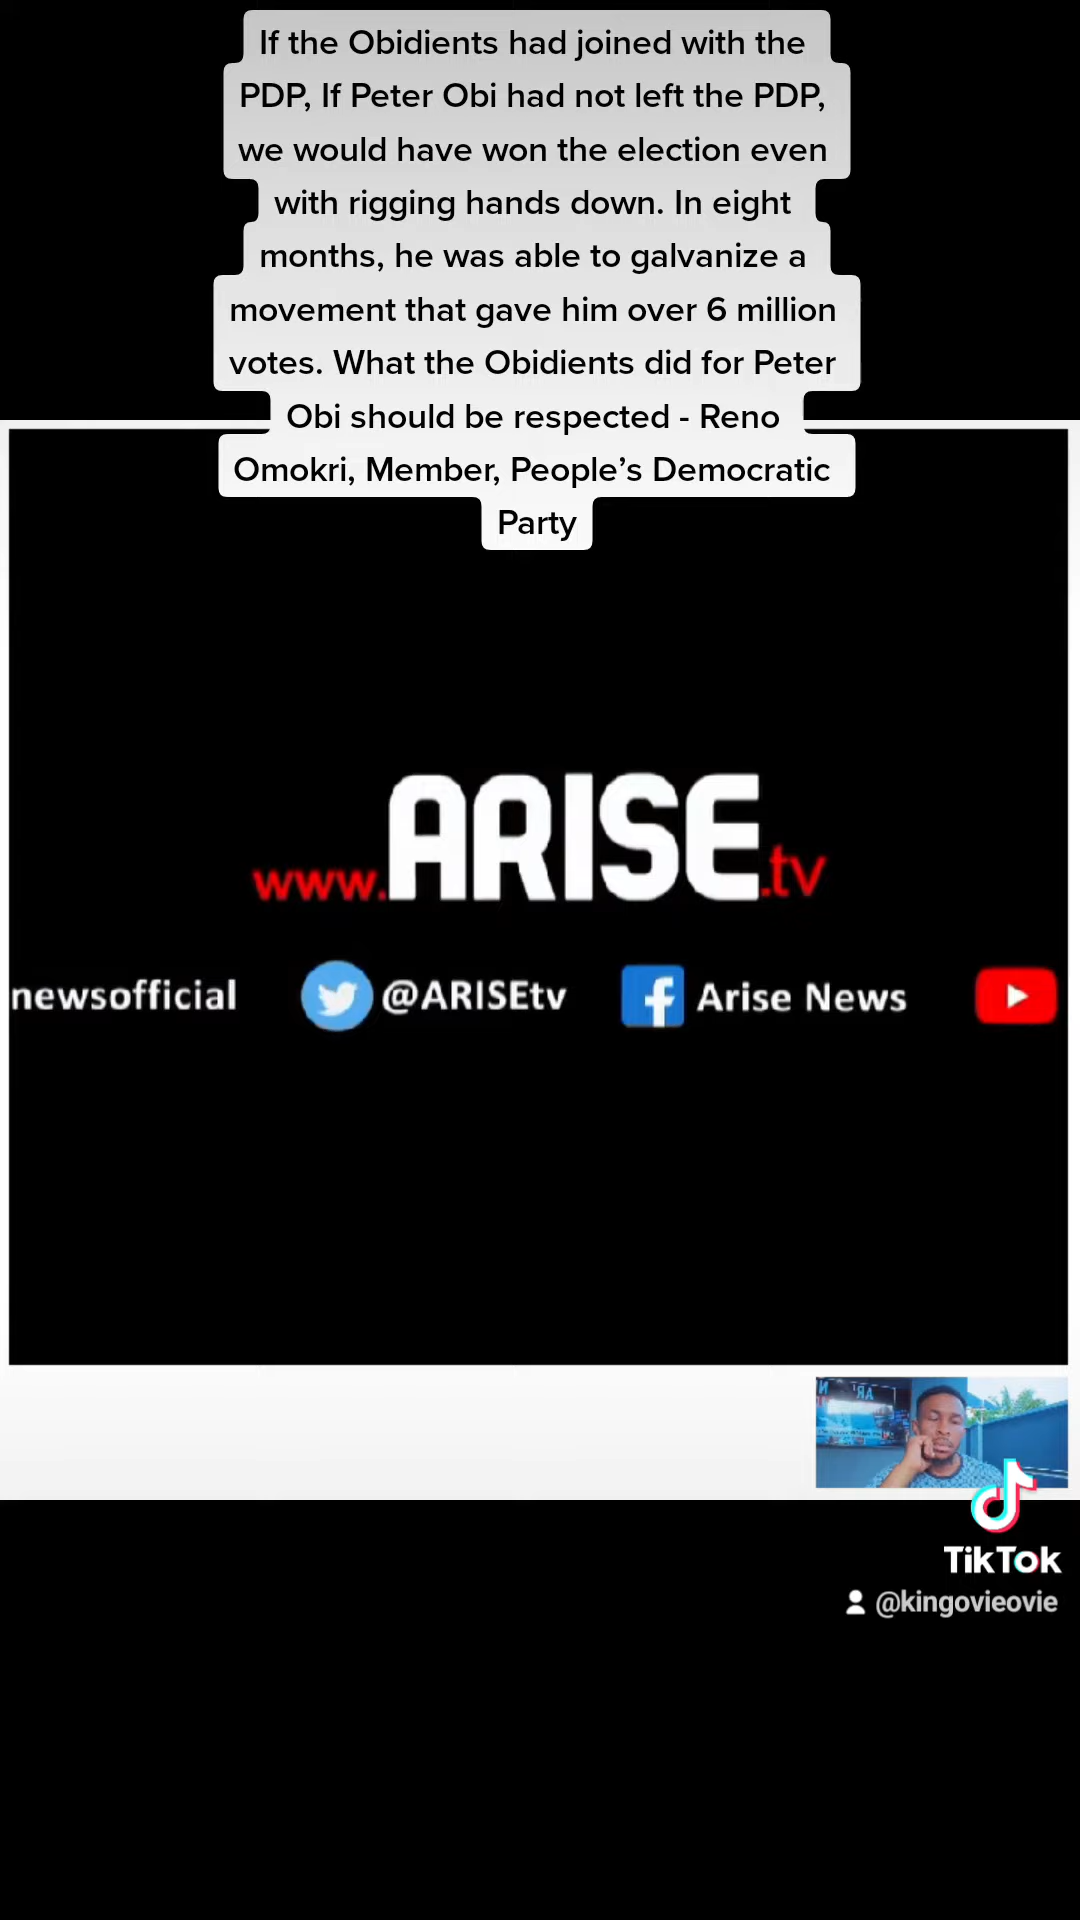 If the Obidients had joined with the
PDP, If Peter Obi had not left the PDP,
we would have won the election even
with rigging hands down. In eight
months, he was able to galvanize a
movement that gave him over 6 million
votes. What the Obidients did for Peter
Obi should be respected - Reno
Omokri, Member, People’s Democratic
Party
www.ARISE.tv
newsofficial @ARISEtv Arise News
TikTok
@kingovieovie